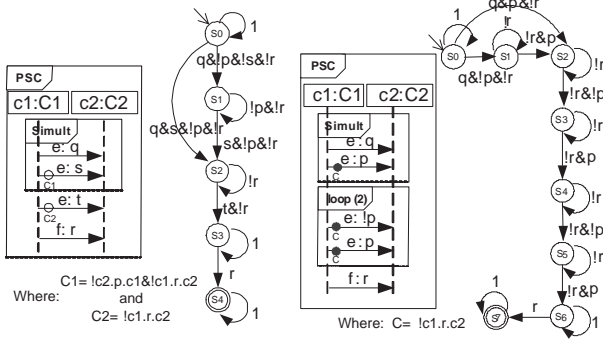 PSC
c1:C1 c2:C2
Simult
e: q
e: s
C1
e: t
C2
f: r
C1= !c2.p.c1&!c1.r.c2
Where: and
C2= !c1.r.c2
S0
1
q&!p&!s&!r
S1
!p&!r
q&s&!p&!r
s&!p&!r
S2
!r
t&!r
S3
1
r
S4
1
PSC
c1:C1 c2:C2
Simult
e:q
e:p
C
loop (2)
e: !p
C
e:p
C
f:r
Where: C= !c1.r.c2
q&p&!r
1
S0
q&!p&!r
!r
S1
!r&p
S2
!r
!r&p
S3
!r
!r&p
S4
!r
!r&p
S5
!r
!r&p
S6
1
r
S7
1